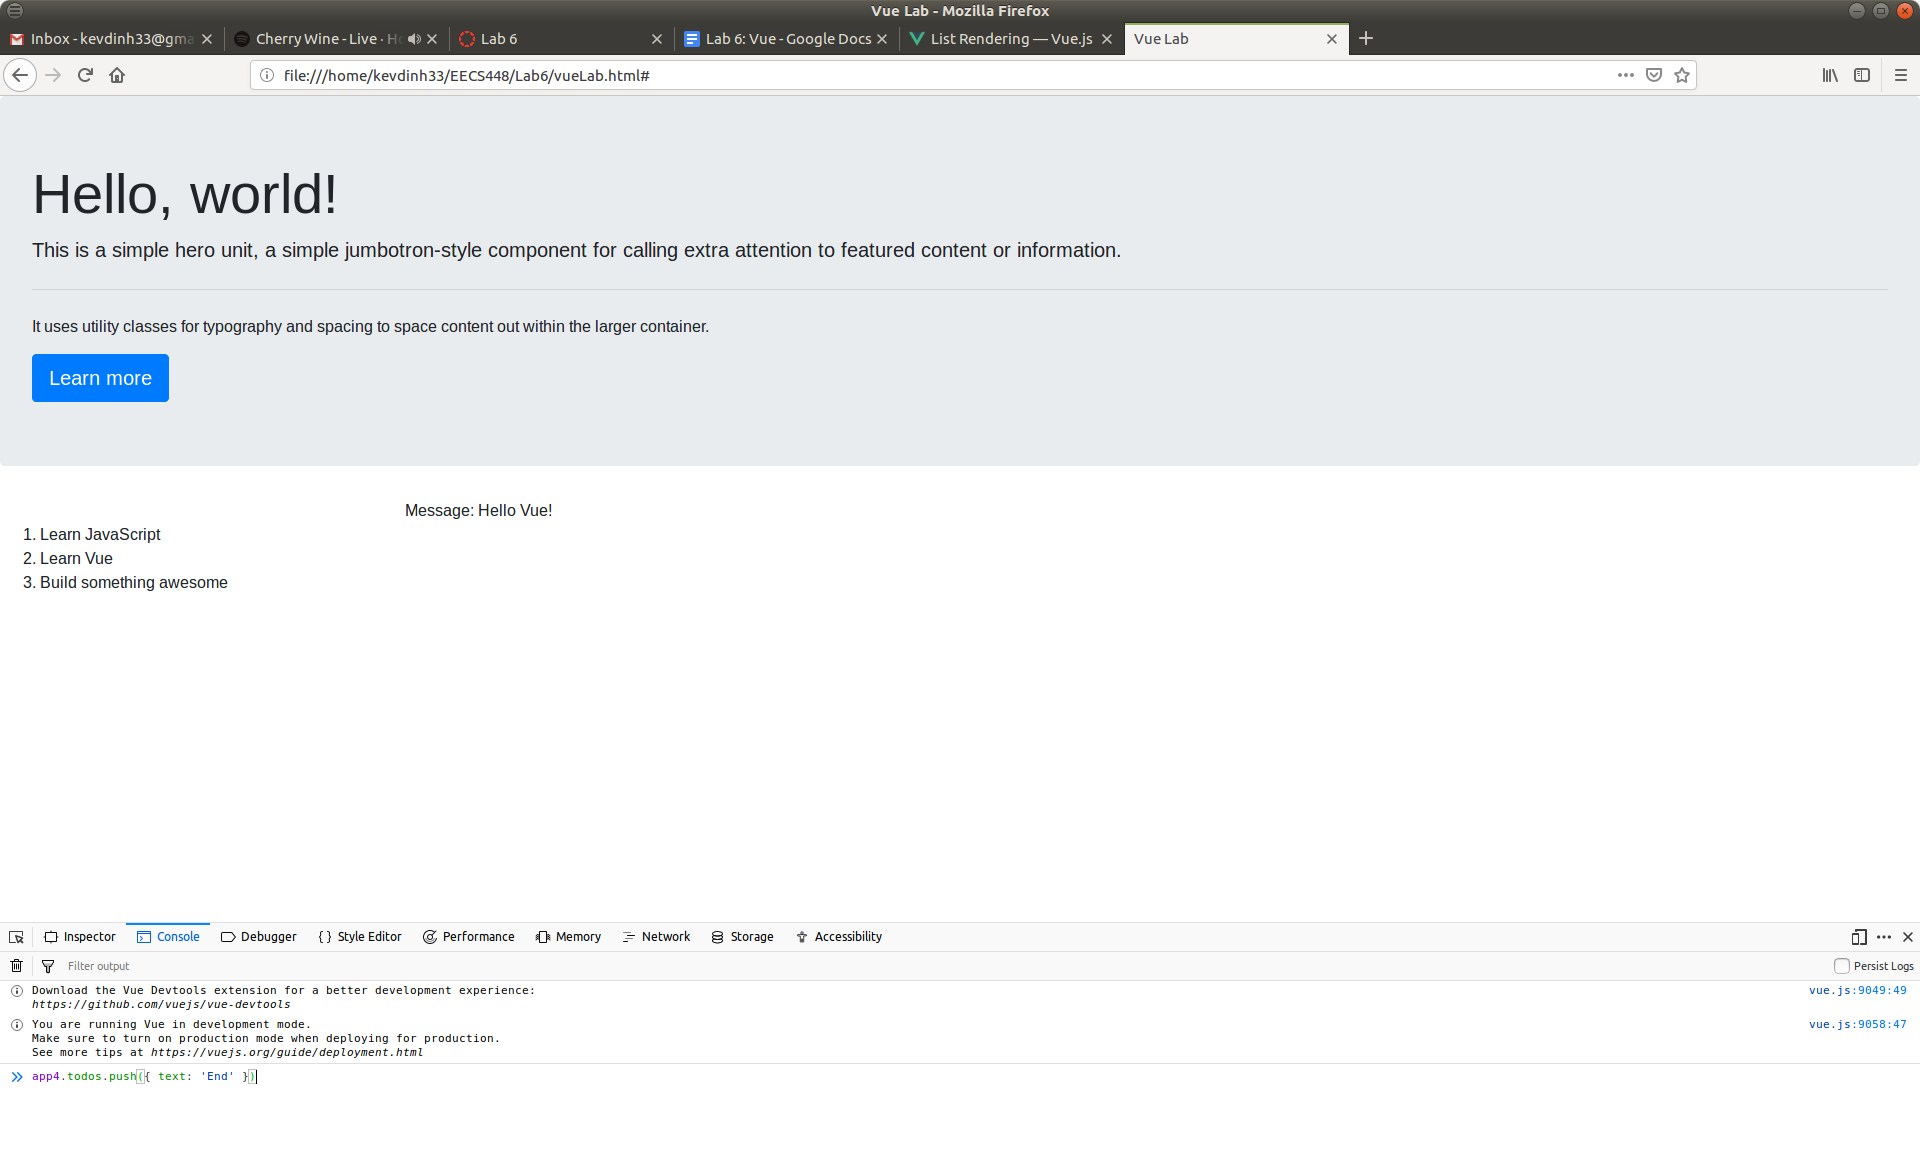 Vue Lab - Mozilla Firefox
Inbox - kevdinh33@gma
Cherry Wine - Live · Ho
Lab 6
Lab 6: Vue - Google Docs
List Rendering — Vue.js
Vue Lab
file:///home/kevdinh33/EECS448/Lab6/vueLab.html#
Hello, world!
This is a simple hero unit, a simple jumbotron-style component for calling extra attention to featured content or information.
It uses utility classes for typography and spacing to space content out within the larger container.
Learn more
Message: Hello Vue!
1. Learn JavaScript
2. Learn Vue
3. Build something awesome
Inspector Console Debugger Style Editor Performance Memory Network Storage Accessibility
Filter output
Persist Logs
Download the Vue Devtools extension for a better development experience: vue.js:9049:49
https://github.com/vuejs/vue-devtools
You are running Vue in development mode. vue.js:9058:47
Make sure to turn on production mode when deploying for production.
See more tips at https://vuejs.org/guide/deployment.html
app4.todos.push({ text: 'End' })